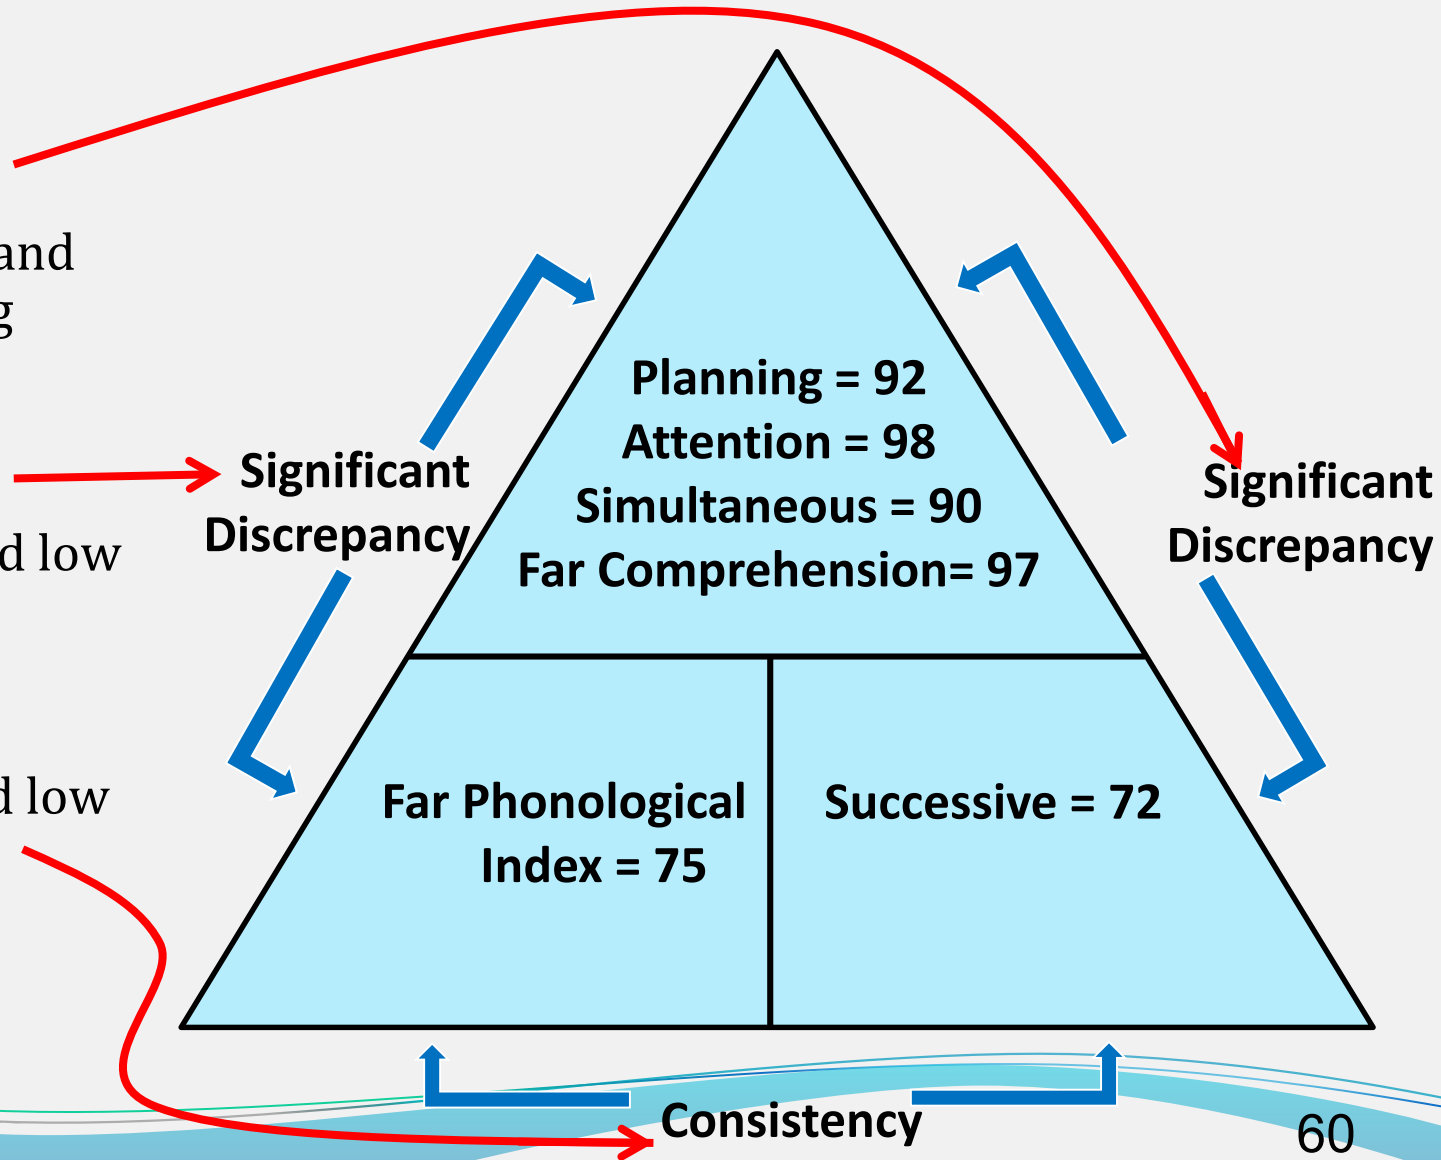 and
g
d low
d low
Significant
Discrepancy
Planning = 92
Attention = 98
Simultaneous = 90
Far Comprehension= 97
Significant
Discrepancy
Far Phonological
Index = 75
Successive = 72
Consistency
60